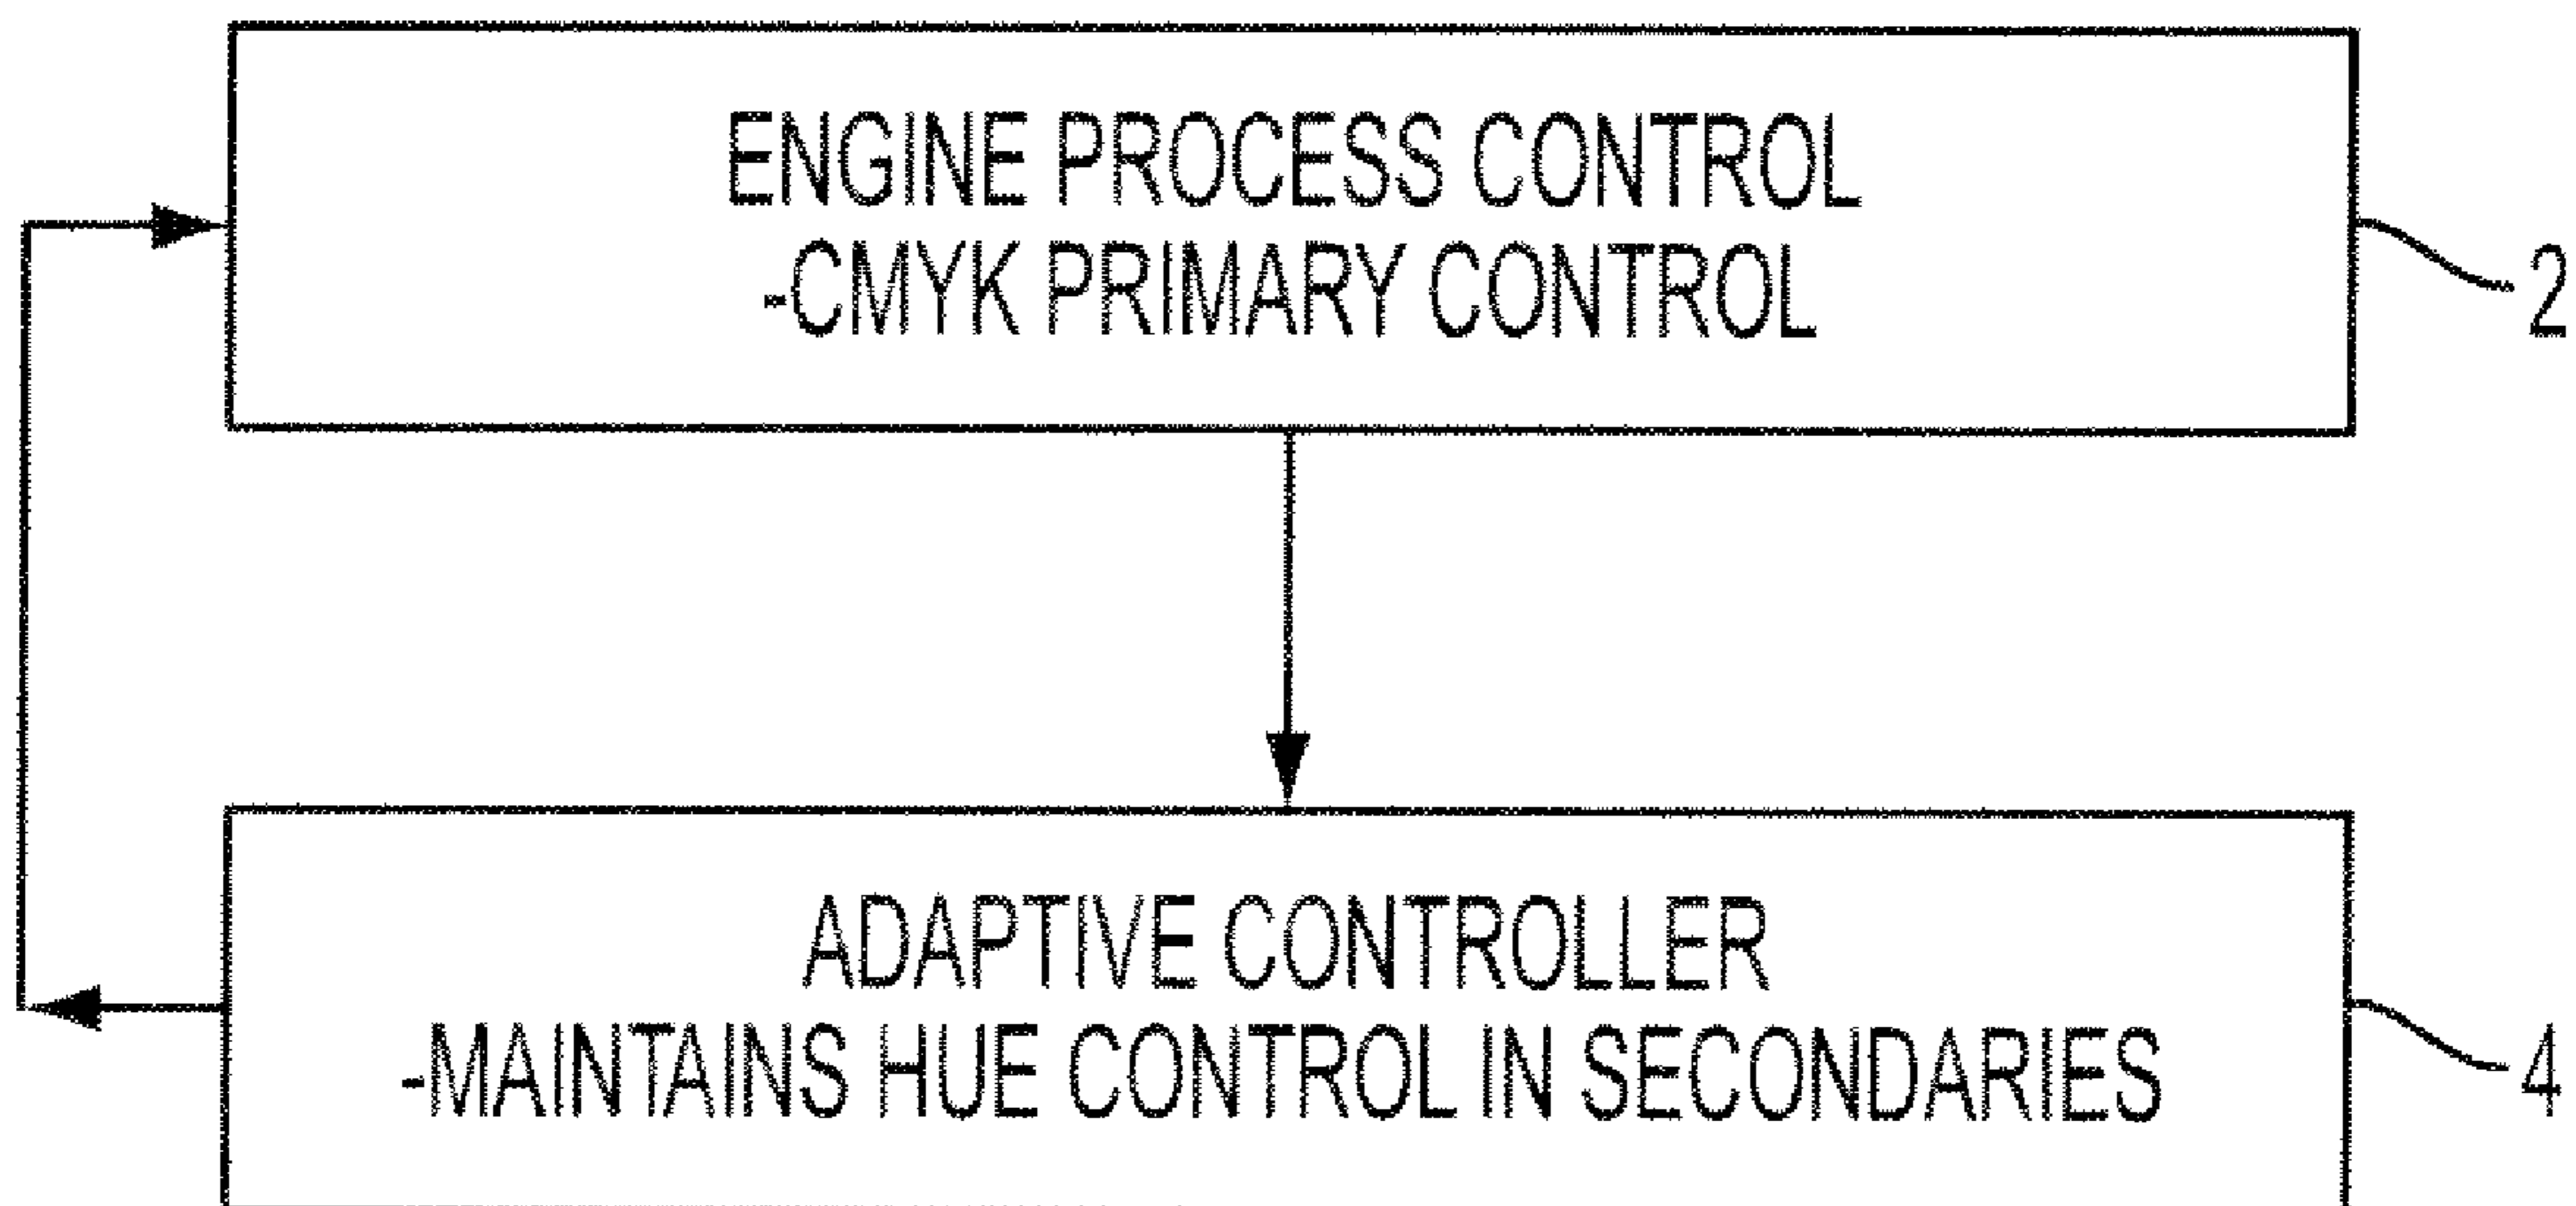 ENGINE PROCESS CONTROL
-CMYK PRIMARY CONTROL
2
ADAPTIVE CONTROLLER
-MAINTAINS HUE CONTROL IN SECONDARIES
4